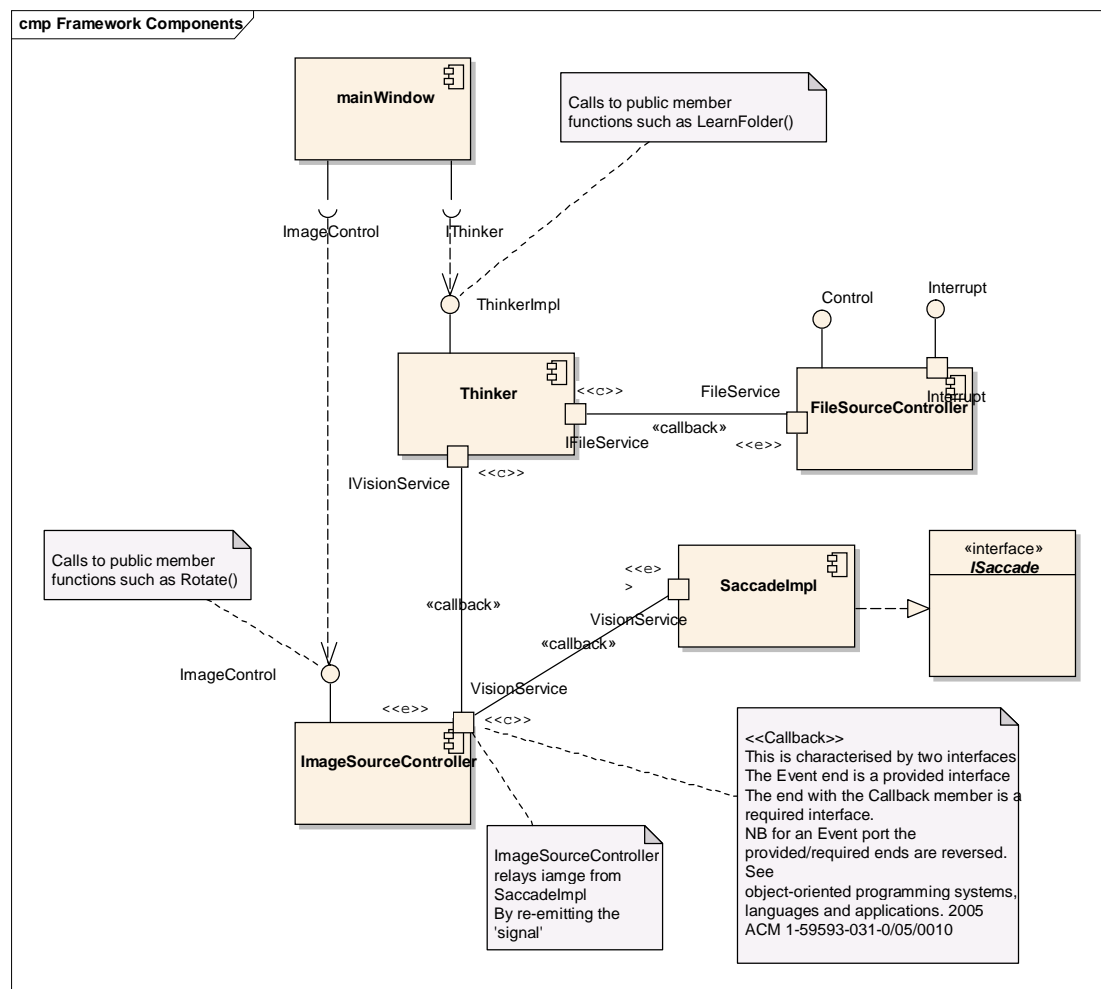 cmp Framework Components
mainWindow
Calls to public member
functions such as LearnFolder()
ImageControl
IThinker
ThinkerImpl
Control
Interrupt
Thinker
<<c>>
FileService
Interrupt
FileSourceController
IFileService
«callback»
<<e>>
IVisionService
<<c>>
Calls to public member
functions such as Rotate()
«callback»
<<e>
>
SaccadeImpl
«interface»
ISaccade
VisionService
«callback»
ImageControl
VisionService
<<e>>
<<c>>
ImageSourceController
ImageSourceController
relays iamge from
SaccadeImpl
By re-emitting the
'signal'
<<Callback>>
This is characterised by two interfaces
The Event end is a provided interface
The end with the Callback member is a
required interface.
NB for an Event port the
provided/required ends are reversed.
See
object-oriented programming systems,
languages and applications. 2005
ACM 1-59593-031-0/05/0010